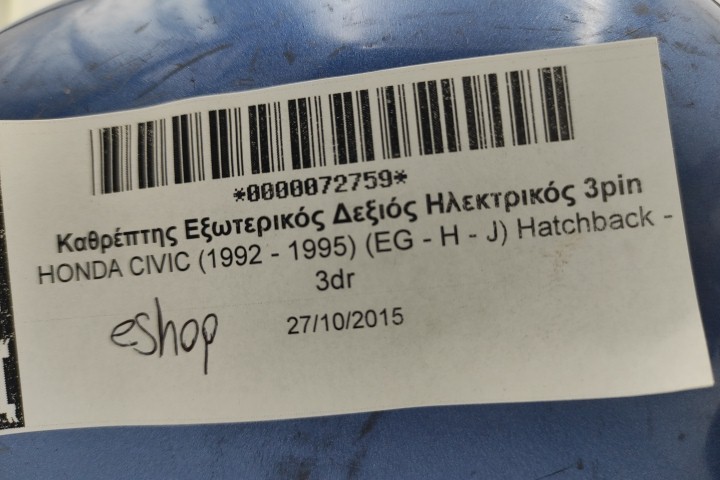 *0000072759*
Καθρέπτης Εξωτερικός Δεξιός Ηλεκτρικός 3pin
HONDA CIVIC (1992 - 1995) (EG - H - J) Hatchback -
3dr
eshop 27/10/2015